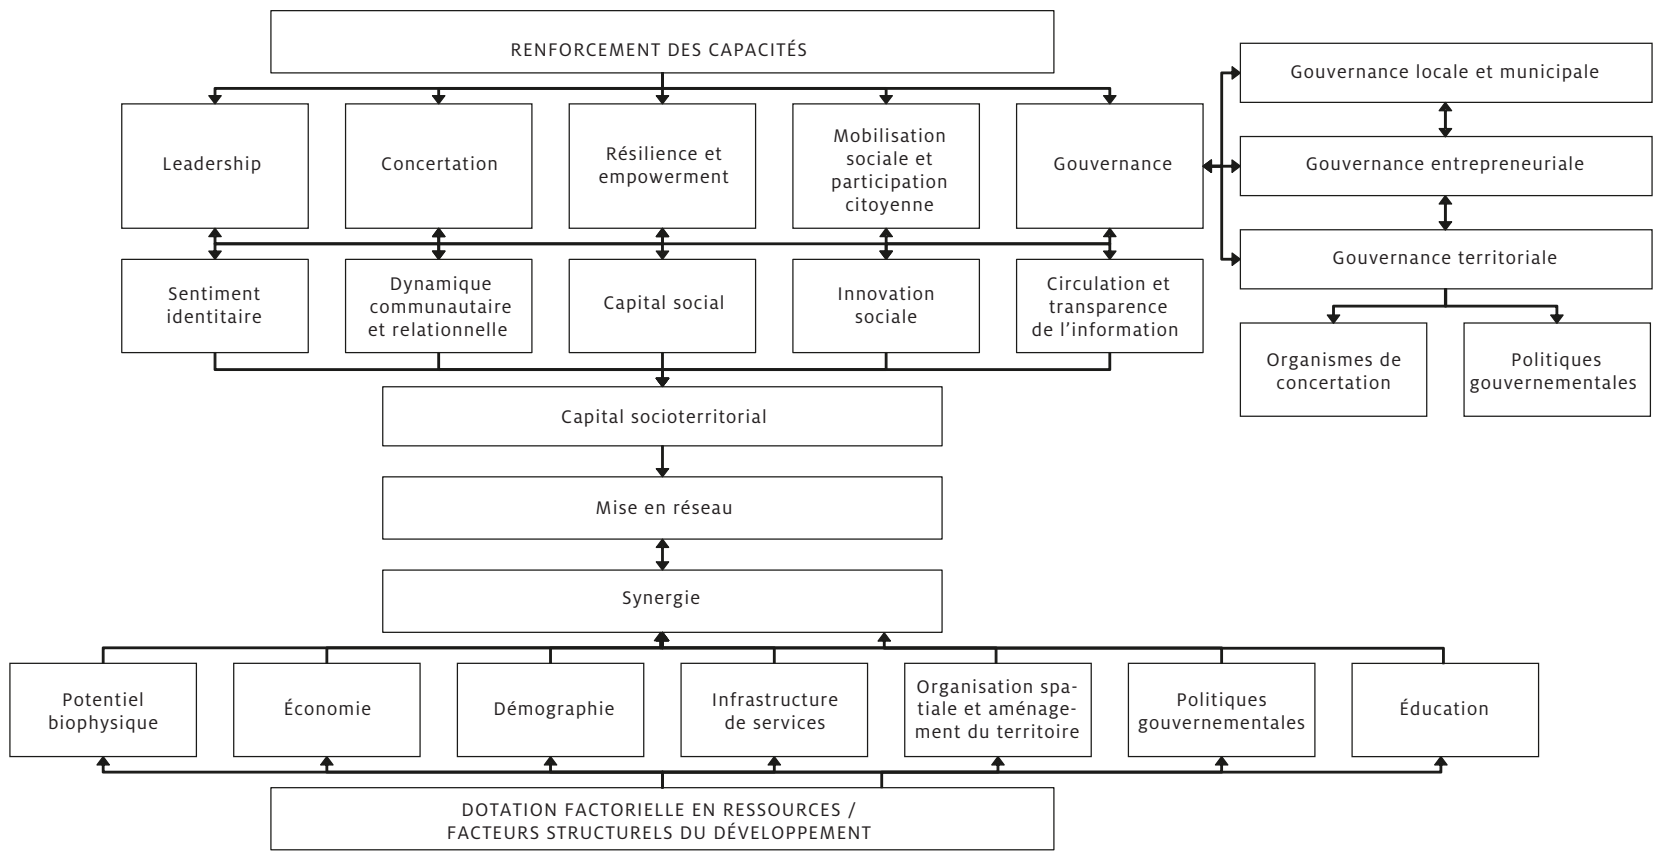 RENFORCEMENT DES CAPACITÉS
Leadership
Concertation
Résilience et
empowerment
Mobilisation
sociale et
participation
citoyenne
Gouvernance
Gouvernance locale et municipale
Gouvernance entrepreneuriale
Gouvernance territoriale
Organismes de
concertation
Politiques
gouvernementales
Sentiment
identitaire
Dynamique
communautaire
et relationnelle
Capital social
Innovation
sociale
Circulation et
transparence
de l'information
Capital socioterritorial
Mise en réseau
Synergie
Potentiel
biophysique
Économie
Démographie
Infrastructure
de services
Organisation spa-
tiale et aménage-
ment du territoire
Politiques
gouvernementales
Éducation
DOTATION FACTORIELLE EN RESSOURCES /
FACTEURS STRUCTURELS DU DÉVELOPPEMENT